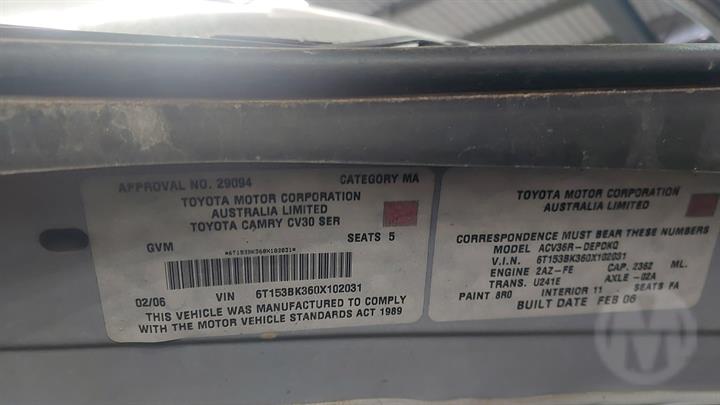 APPROVAL NO. 29094 CATEGORY MA
TOYOTA MOTOR CORPORATION
AUSTRALIA LIMITED
TOYOTA CAMRY CV30 SER
GVM SEATS 5
*6T153BK360X102031*
02/06 VIN 6T153BK360X102031
THIS VEHICLE WAS MANUFACTURED TO COMPLY
WITH THE MOTOR VEHICLE STANDARDS ACT 1989
TOYOTA MOTOR CORPORATION
AUSTRALIA LIMITED
CORRESPONDENCE MUST BEAR THESE NUMBERS
MODEL ACV36R-DEPDKQ
V.I.N. 6T153BK360X102031
ENGINE 2AZ-FE CAP. 2362 ML.
TRANS. U241E AXLE -02A
PAINT 8R0 INTERIOR 11 SEATS FA
BUILT DATE FEB 06
M